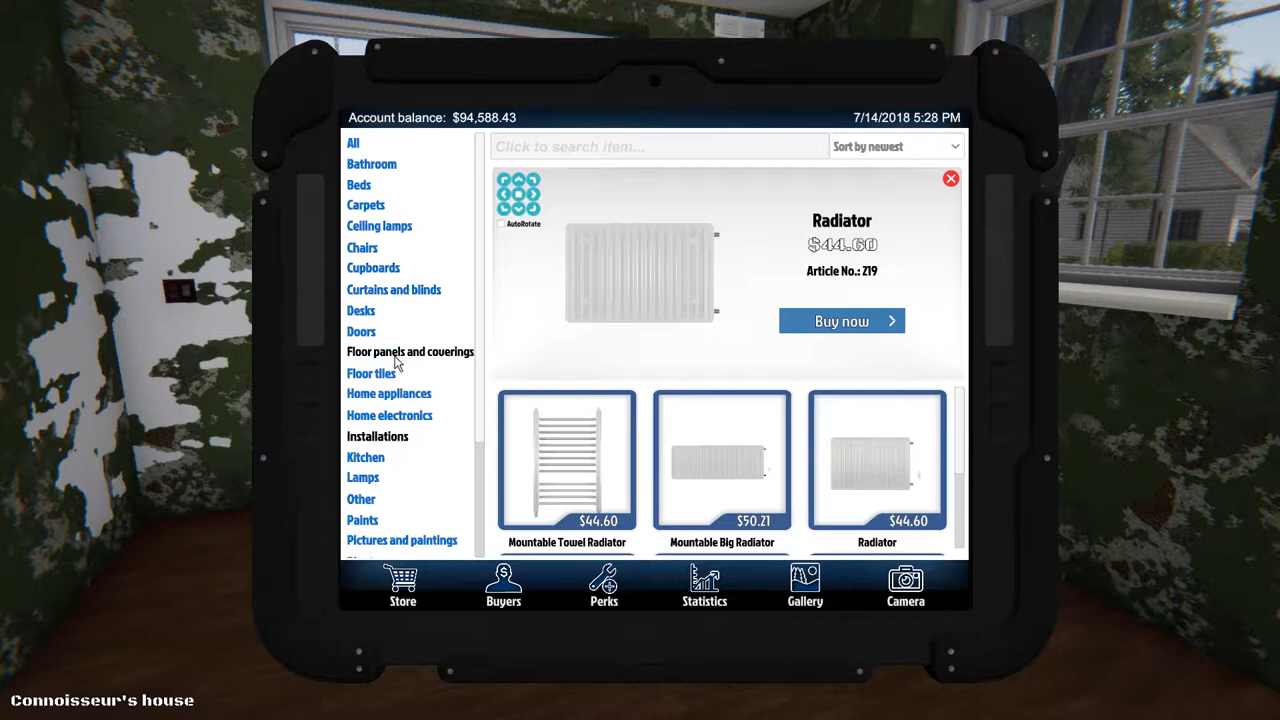 Account balance: $94,588.43
7/14/2018 5:28 PM
All
Bathroom
Beds
Carpets
Ceiling lamps
Chairs
Cupboards
Curtains and blinds
Desks
Doors
Floor panels and coverings
Floor tiles
Home appliances
Home electronics
Installations
Kitchen
Lamps
Other
Paints
Pictures and paintings
Click to search item...
Sort by newest
AutoRotate
Radiator
$44.60
Article No.: Z19
Buy now
$44.60
Mountable Towel Radiator
$50.21
Mountable Big Radiator
$44.60
Radiator
Store
Buyers
Perks
Statistics
Gallery
Camera
Connoisseur's house